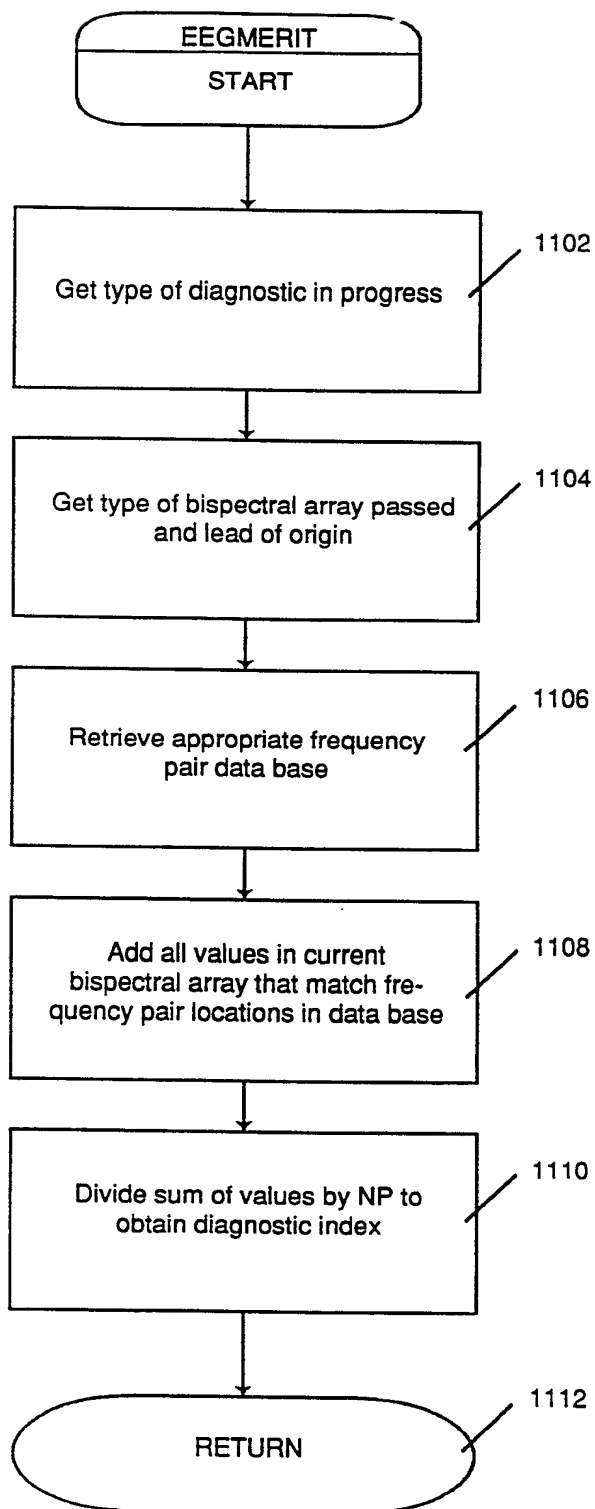 EEGMERIT
START
1102
Get type of diagnostic in progress
1104
Get type of bispectral array passed
and lead of origin
1106
Retrieve appropriate frequency
pair data base
1108
Add all values in current
bispectral array that match fre-
quency pair locations in data base
1110
Divide sum of values by NP to
obtain diagnostic index
1112
RETURN